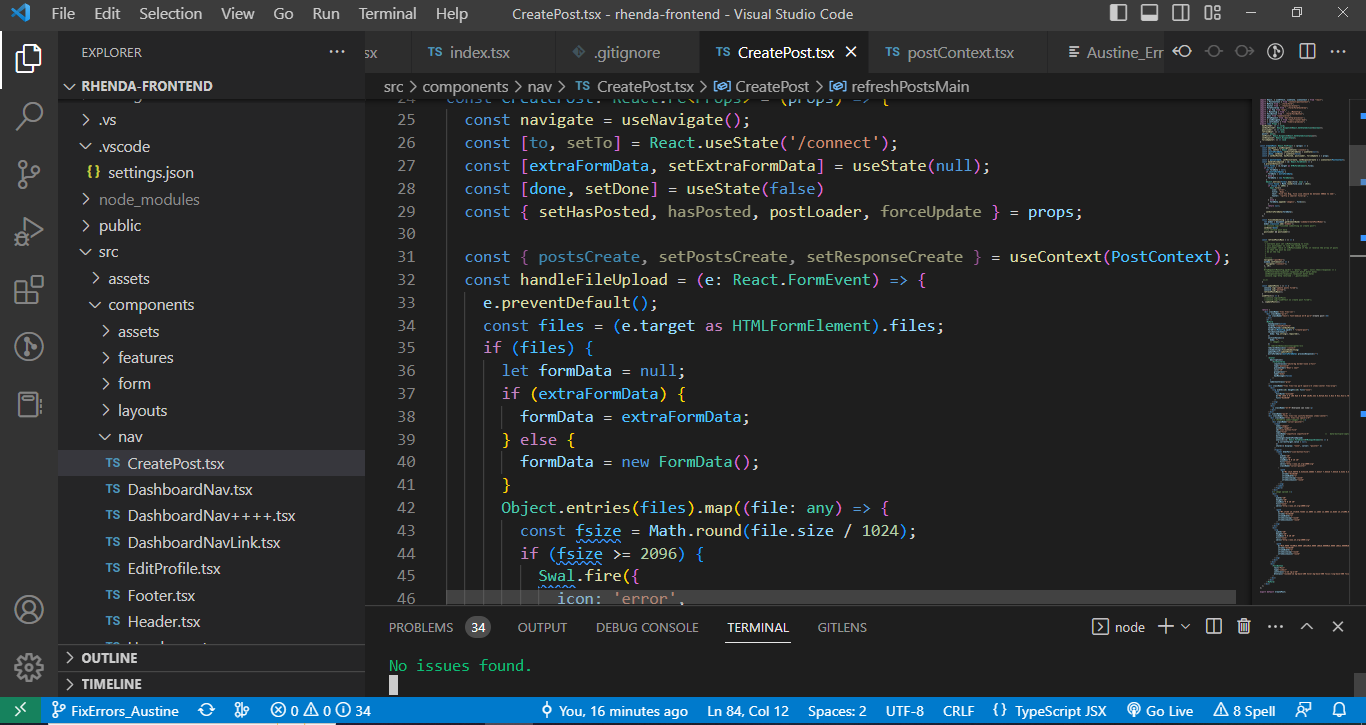 File Edit Selection View Go Run Terminal Help CreatePost.tsx - rhenda-frontend - Visual Studio Code
EXPLORER
sx index.tsx .gitignore CreatePost.tsx postContext.tsx Austine_Err
RHENDA-FRONTEND
src > components > nav > TS CreatePost.tsx > CreatePost > refreshPostsMain
.vs
.vscode
{} settings.json
node_modules
public
src
assets
components
assets
features
form
layouts
nav
TS CreatePost.tsx
TS DashboardNav.tsx
TS DashboardNav++++.tsx
TS DashboardNavLink.tsx
TS EditProfile.tsx
TS Footer.tsx
TS Header.tsx
OUTLINE
TIMELINE
24 const CreatePost: React.FC<Props> = (props) => {
25 const navigate = useNavigate();
26 const [to, setTo] = React.useState('/connect');
27 const [extraFormData, setExtraFormData] = useState(null);
28 const [done, setDone] = useState(false)
29 const { setHasPosted, hasPosted, postLoader, forceUpdate } = props;
30
31 const { postsCreate, setPostsCreate, setResponseCreate } = useContext(PostContext);
32 const handleFileUpload = (e: React.FormEvent) => {
33 e.preventDefault();
34 const files = (e.target as HTMLFormElement).files;
35 if (files) {
36 let formData = null;
37 if (extraFormData) {
38 formData = extraFormData;
39 } else {
40 formData = new FormData();
41 }
42 Object.entries(files).map((file: any) => {
43 const fsize = Math.round(file.size / 1024);
44 if (fsize >= 2096) {
45 Swal.fire({
46 icon: 'error',
PROBLEMS 34 OUTPUT DEBUG CONSOLE TERMINAL GITLENS node
No issues found.
FixErrors_Austine 0 0 34 You, 16 minutes ago Ln 84, Col 12 Spaces: 2 UTF-8 CRLF {} TypeScript JSX Go Live 8 Spell